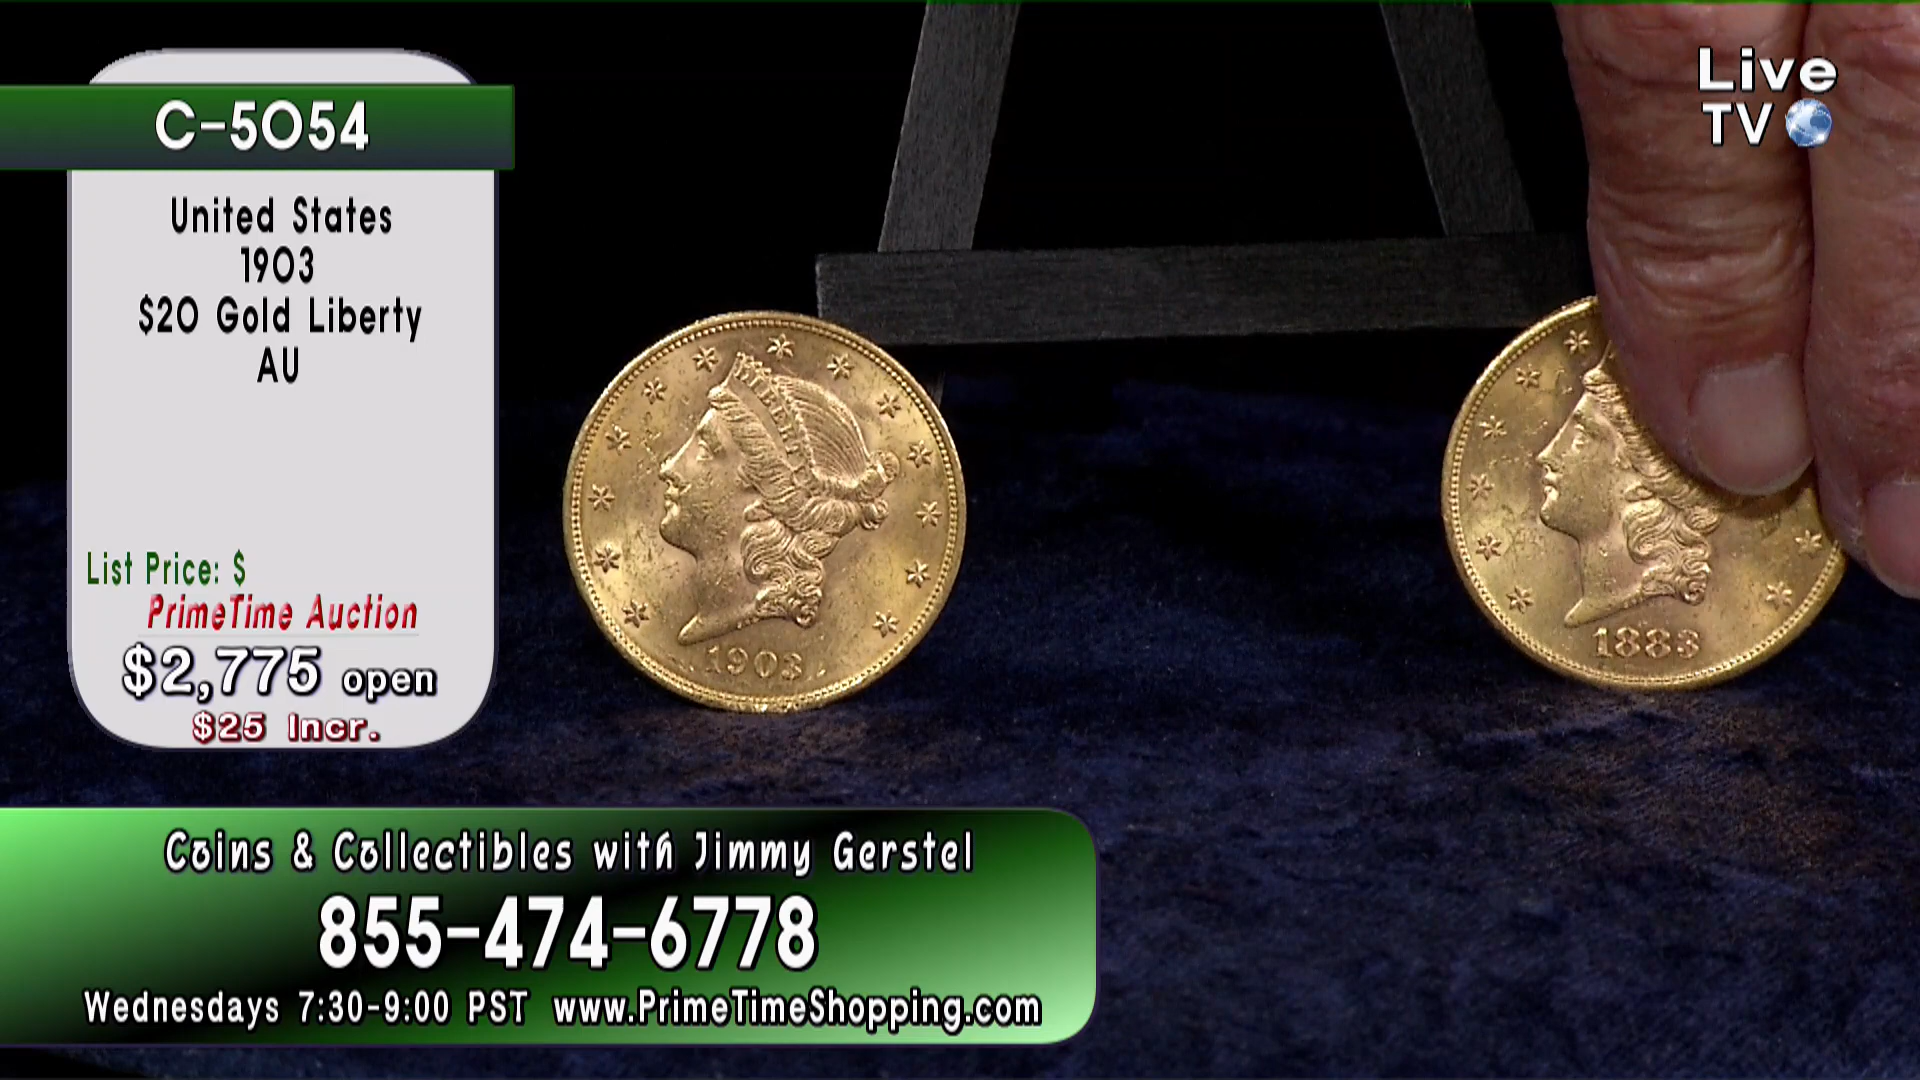 C-5054
United States
1903
$20 Gold Liberty
AU
List Price: $
PrimeTime Auction
$2,775 open
$25 Incr.
Live
TV
LIBERTY
1903
1883
Coins & Collectibles with Jimmy Gerstel
855-474-6778
Wednesdays 7:30-9:00 PST www.PrimeTimeShopping.com